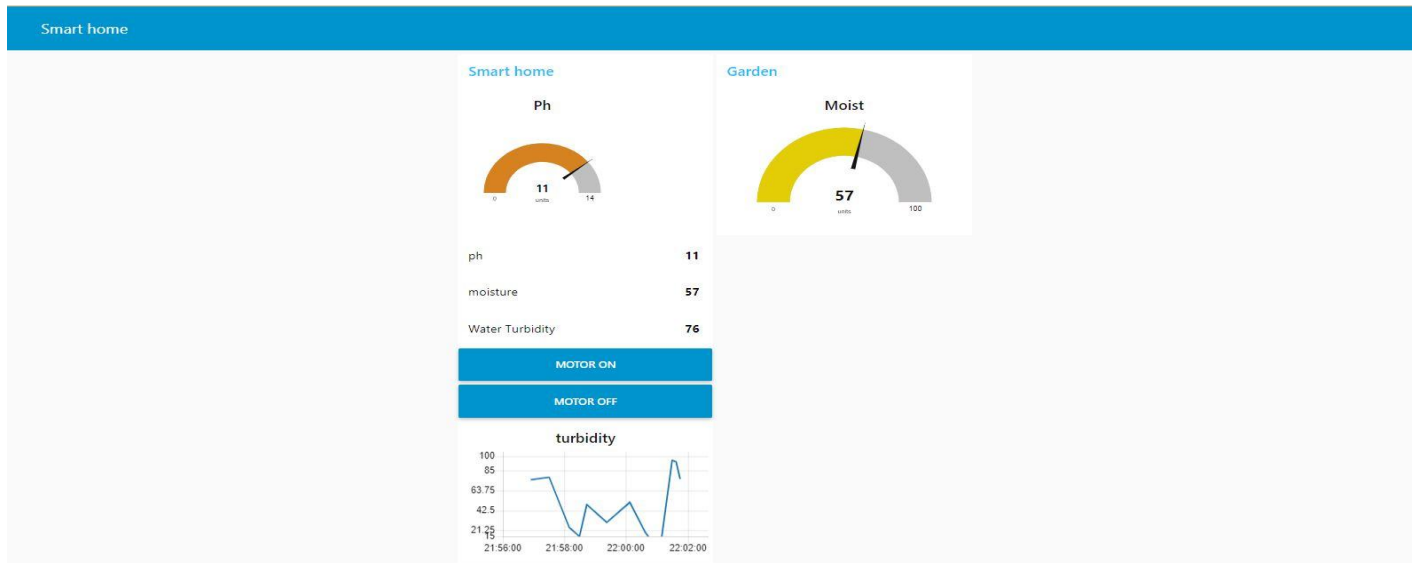 Smart home
Smart home
Ph
11
units
0
14
ph 11
moisture 57
Water Turbidity 76
MOTOR ON
MOTOR OFF
turbidity
100
85
63.75
42.5
21.25
15
21:56:00 21:58:00 22:00:00 22:02:00
Garden
Moist
57
units
0
100